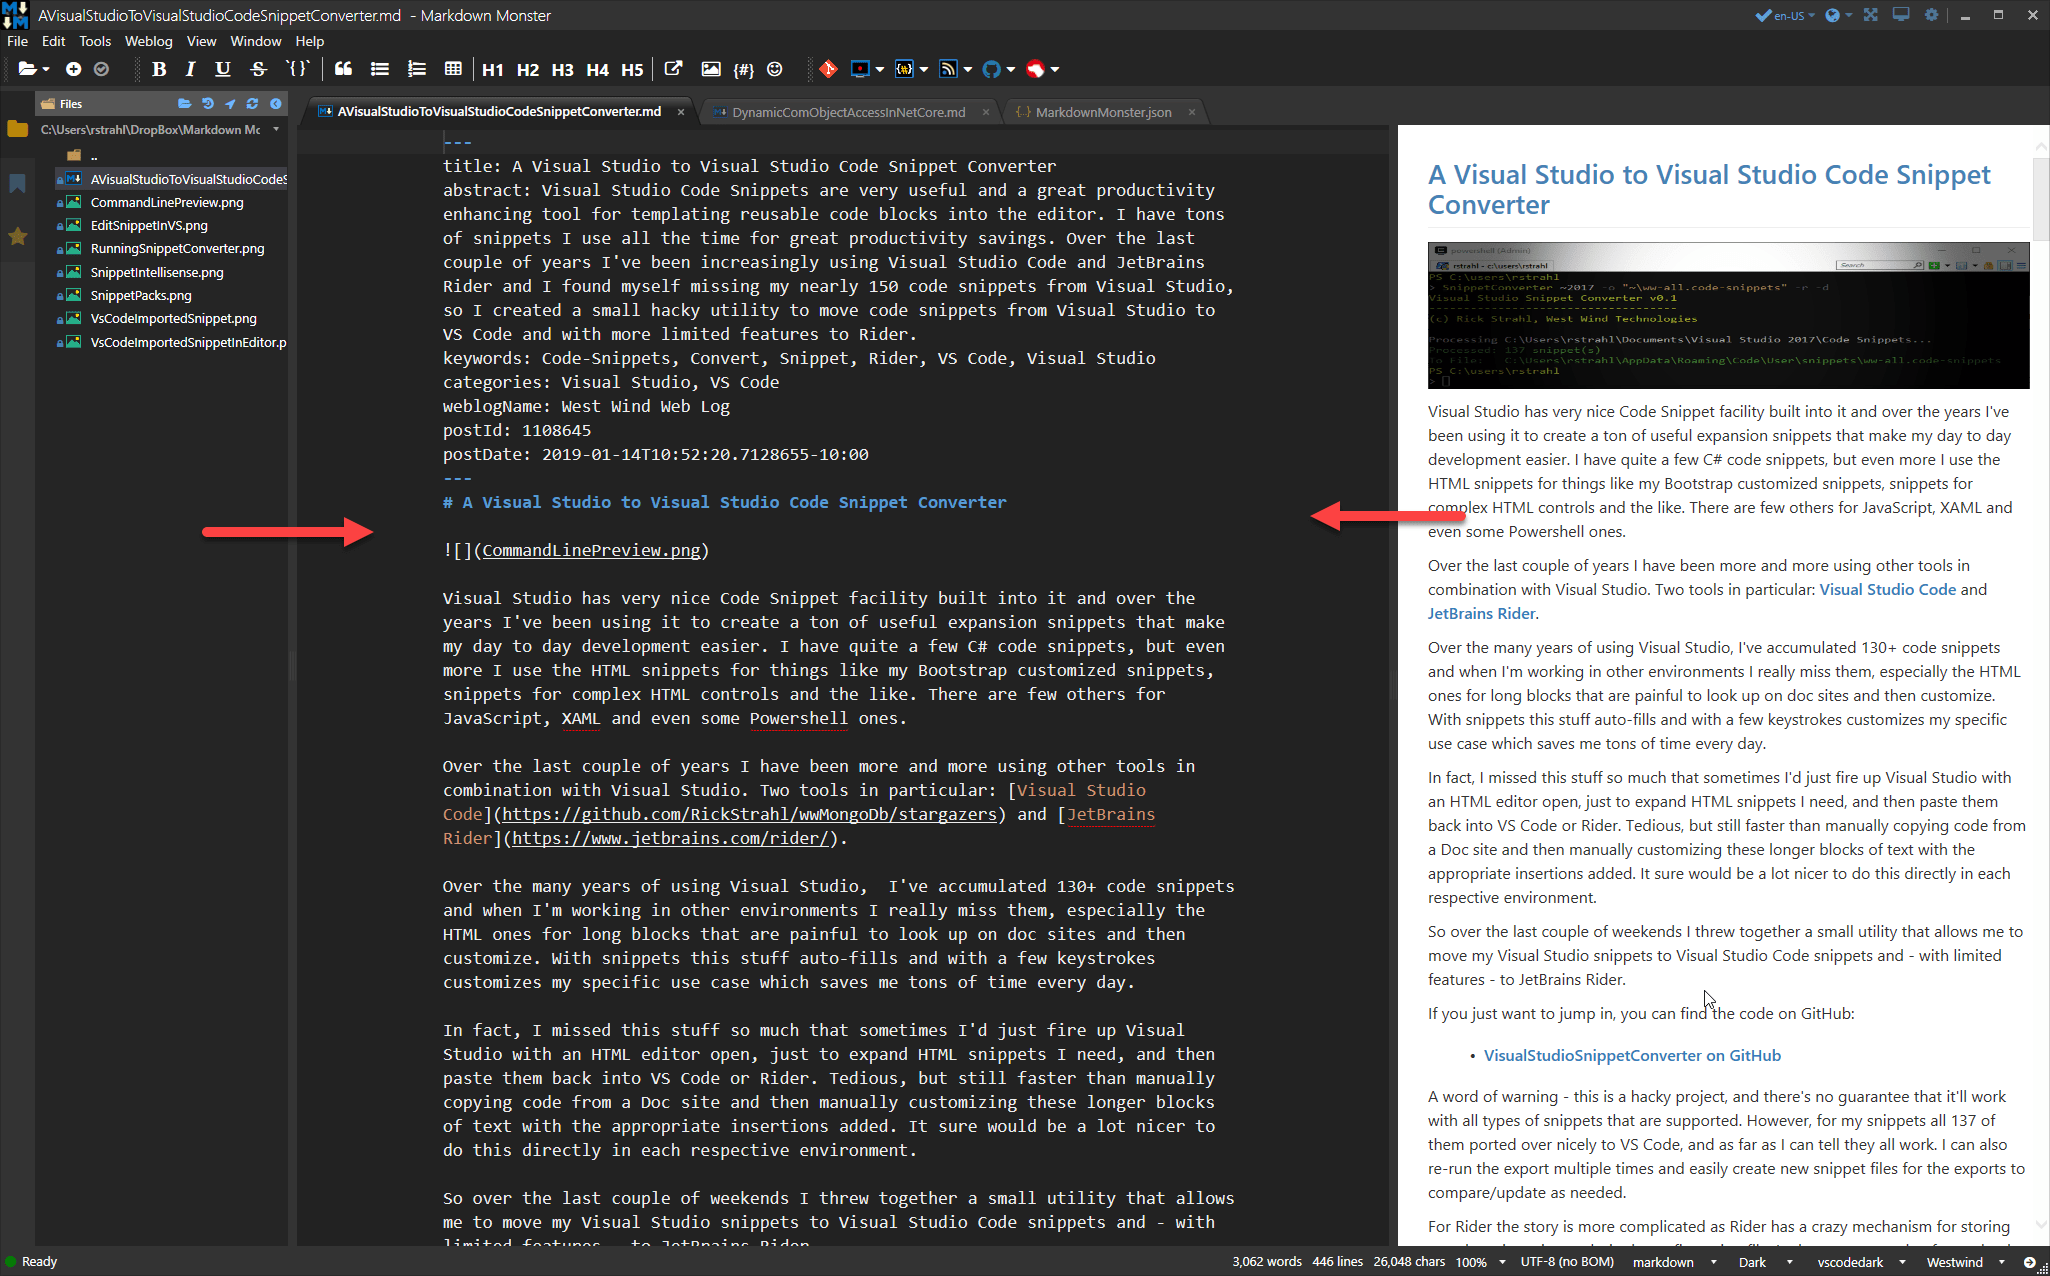 AVisualStudioToVisualStudioCodeSnippetConverter.md - Markdown Monster
en-US
File Edit Tools Weblog View Window Help
B I U S H1 H2 H3 H4 H5 {#}
Files
C:\Users\rstrahl\DropBox\Markdown Mc
AVisualStudioToVisualStudioCodeSnippetConverter.md
DynamicComObjectAccessInNetCore.md
MarkdownMonster.json
..
AVisualStudioToVisualStudioCodeS
CommandLinePreview.png
EditSnippetInVS.png
RunningSnippetConverter.png
SnippetIntellisense.png
SnippetPacks.png
VsCodeImportedSnippet.png
VsCodeImportedSnippetInEditor.p
---
title: A Visual Studio to Visual Studio Code Snippet Converter
abstract: Visual Studio Code Snippets are very useful and a great productivity
enhancing tool for templating reusable code blocks into the editor. I have tons
of snippets I use all the time for great productivity savings. Over the last
couple of years I've been increasingly using Visual Studio Code and JetBrains
Rider and I found myself missing my nearly 150 code snippets from Visual Studio,
so I created a small hacky utility to move code snippets from Visual Studio to
VS Code and with more limited features to Rider.
keywords: Code-Snippets, Convert, Snippet, Rider, VS Code, Visual Studio
categories: Visual Studio, VS Code
weblogName: West Wind Web Log
postId: 1108645
postDate: 2019-01-14T10:52:20.7128655-10:00
---
# A Visual Studio to Visual Studio Code Snippet Converter
![](CommandLinePreview.png)
Visual Studio has very nice Code Snippet facility built into it and over the
years I've been using it to create a ton of useful expansion snippets that make
my day to day development easier. I have quite a few C# code snippets, but even
more I use the HTML snippets for things like my Bootstrap customized snippets,
snippets for complex HTML controls and the like. There are few others for
JavaScript, XAML and even some Powershell ones.
Over the last couple of years I have been more and more using other tools in
combination with Visual Studio. Two tools in particular: [Visual Studio
Code](https://github.com/RickStrahl/wwMongoDb/stargazers) and [JetBrains
Rider](https://www.jetbrains.com/rider/).
Over the many years of using Visual Studio,  I've accumulated 130+ code snippets
and when I'm working in other environments I really miss them, especially the
HTML ones for long blocks that are painful to look up on doc sites and then
customize. With snippets this stuff auto-fills and with a few keystrokes
customizes my specific use case which saves me tons of time every day.
In fact, I missed this stuff so much that sometimes I'd just fire up Visual
Studio with an HTML editor open, just to expand HTML snippets I need, and then
paste them back into VS Code or Rider. Tedious, but still faster than manually
copying code from a Doc site and then manually customizing these longer blocks
of text with the appropriate insertions added. It sure would be a lot nicer to
do this directly in each respective environment.
So over the last couple of weekends I threw together a small utility that allows
me to move my Visual Studio snippets to Visual Studio Code snippets and - with
limited features - to JetBrains Rider.
A Visual Studio to Visual Studio Code Snippet
Converter
powershell (Admin)
rstrahl - c:\users\rstrahl
Search
PS C:\users\rstrahl
> SnippetConverter ~2017 -o "~\ww-all.code-snippets" -r -d
Visual Studio Snippet Converter v0.1
(c) Rick Strahl, West Wind Technologies
Processing C:\Users\rstrahl\Documents\Visual Studio 2017\Code Snippets...
Processed: 137 snippet(s)
To File: C:\Users\rstrahl\AppData\Roaming\Code\User\snippets\ww-all.code-snippets
PS C:\users\rstrahl
>
Visual Studio has very nice Code Snippet facility built into it and over the years I've
been using it to create a ton of useful expansion snippets that make my day to day
development easier. I have quite a few C# code snippets, but even more I use the
HTML snippets for things like my Bootstrap customized snippets, snippets for
complex HTML controls and the like. There are few others for JavaScript, XAML and
even some Powershell ones.
Over the last couple of years I have been more and more using other tools in
combination with Visual Studio. Two tools in particular: Visual Studio Code and
JetBrains Rider.
Over the many years of using Visual Studio, I've accumulated 130+ code snippets
and when I'm working in other environments I really miss them, especially the HTML
ones for long blocks that are painful to look up on doc sites and then customize.
With snippets this stuff auto-fills and with a few keystrokes customizes my specific
use case which saves me tons of time every day.
In fact, I missed this stuff so much that sometimes I'd just fire up Visual Studio with
an HTML editor open, just to expand HTML snippets I need, and then paste them
back into VS Code or Rider. Tedious, but still faster than manually copying code from
a Doc site and then manually customizing these longer blocks of text with the
appropriate insertions added. It sure would be a lot nicer to do this directly in each
respective environment.
So over the last couple of weekends I threw together a small utility that allows me to
move my Visual Studio snippets to Visual Studio Code snippets and - with limited
features - to JetBrains Rider.
If you just want to jump in, you can find the code on GitHub:
• VisualStudioSnippetConverter on GitHub
A word of warning - this is a hacky project, and there's no guarantee that it'll work
with all types of snippets that are supported. However, for my snippets all 137 of
them ported over nicely to VS Code, and as far as I can tell they all work. I can also
re-run the export multiple times and easily create new snippet files for the exports to
compare/update as needed.
For Rider the story is more complicated as Rider has a crazy mechanism for storing
Ready
3,062 words 446 lines 26,048 chars 100% UTF-8 (no BOM) markdown Dark vscodedark Westwind